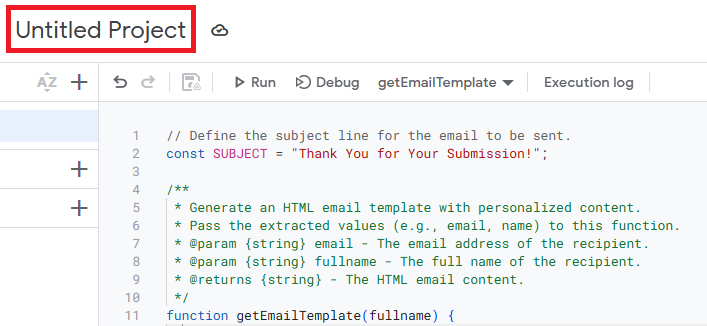 Untitled Project
AZ Run Debug getEmailTemplate Execution log
1 // Define the subject line for the email to be sent.
2 const SUBJECT = "Thank You for Your Submission!";
3
4 /**
5 * Generate an HTML email template with personalized content.
6 * Pass the extracted values (e.g., email, name) to this function.
7 * @param {string} email - The email address of the recipient.
8 * @param {string} fullname - The full name of the recipient.
9 * @returns {string} - The HTML email content.
10 */
11 function getEmailTemplate(fullname) {